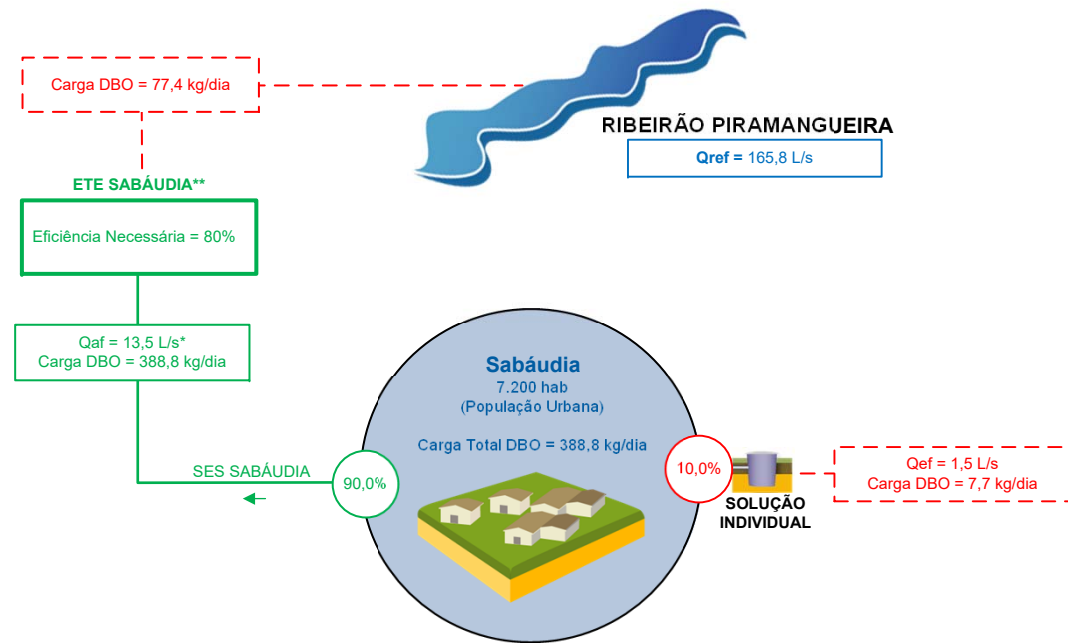 Carga DBO = 77,4 kg/dia
RIBEIRÃO PIRAMANGUEIRA
Qref = 165,8 L/s
ETE SABÁUDIA**
Eficiência Necessária = 80%
Qaf = 13,5 L/s*
Carga DBO = 388,8 kg/dia
Sabáudia
7.200 hab
(População Urbana)
Carga Total DBO = 388,8 kg/dia
SES SABÁUDIA
90,0%
10,0%
SOLUÇÃO
INDIVIDUAL
Qef = 1,5 L/s
Carga DBO = 7,7 kg/dia